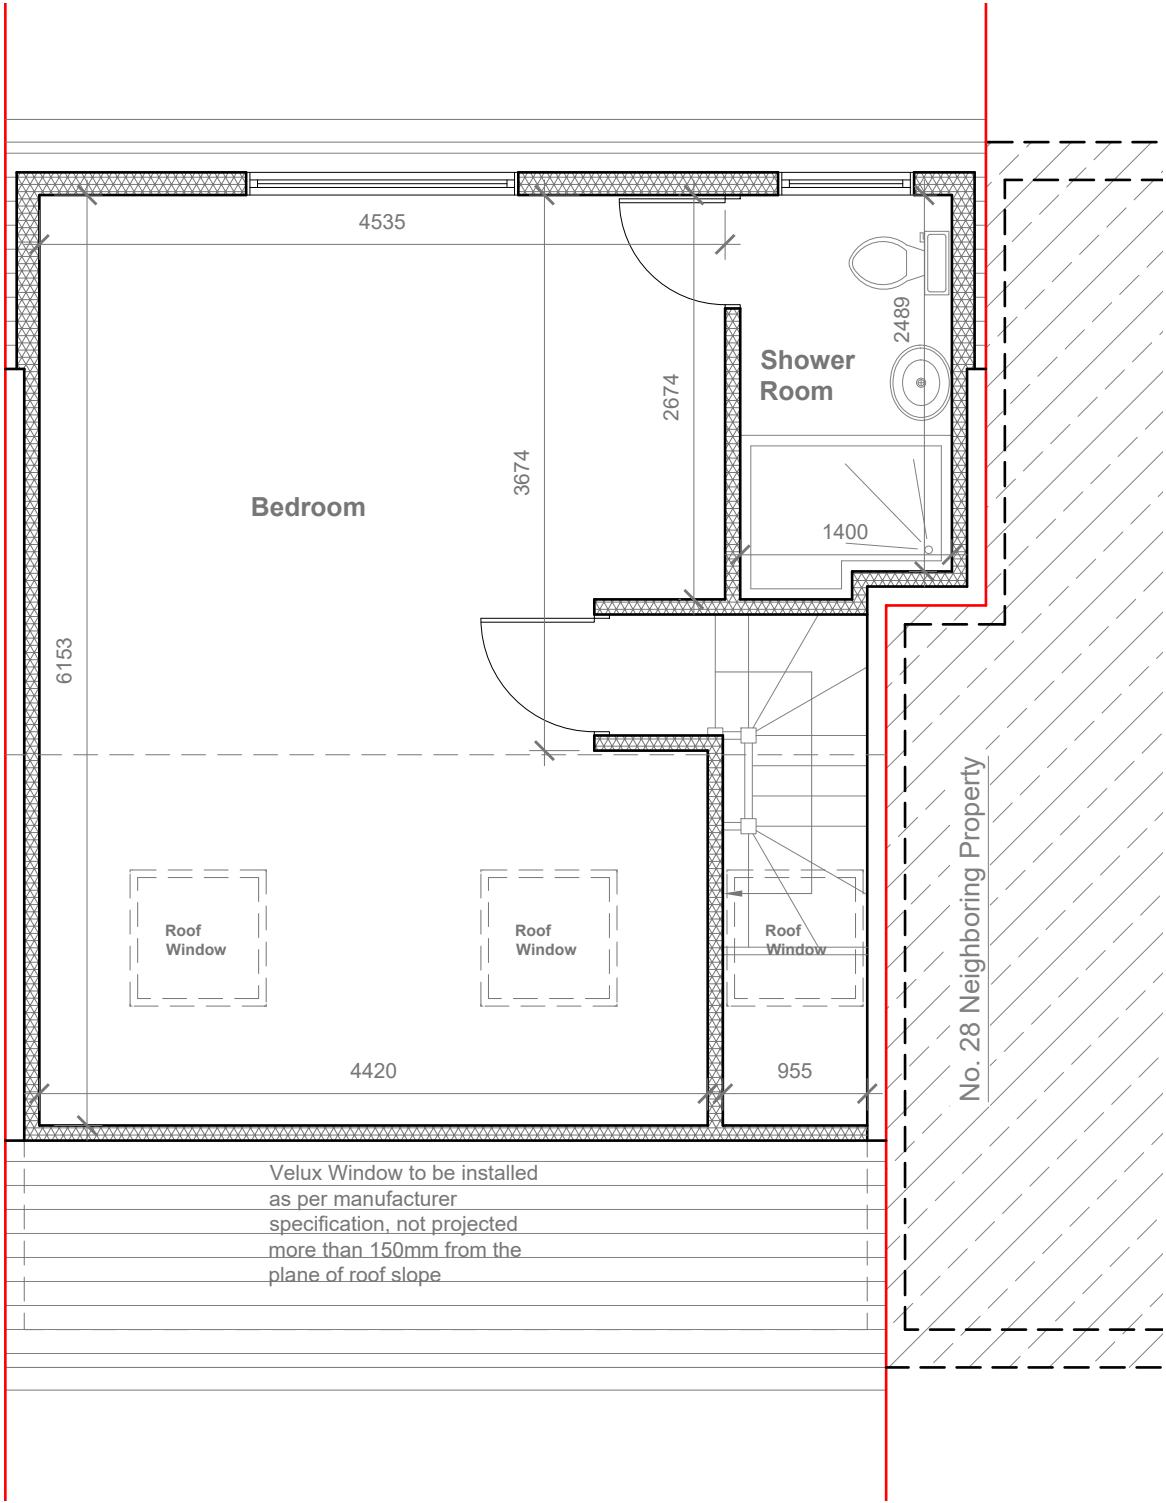 4535
2489
Shower
Room
2674
3674
Bedroom
1400
6153
No. 28 Neighboring Property
Roof
Window
Roof
Window
Roof
Window
4420
955
Velux Window to be installed
as per manufacturer
specification, not projected
more than 150mm from the
plane of roof slope